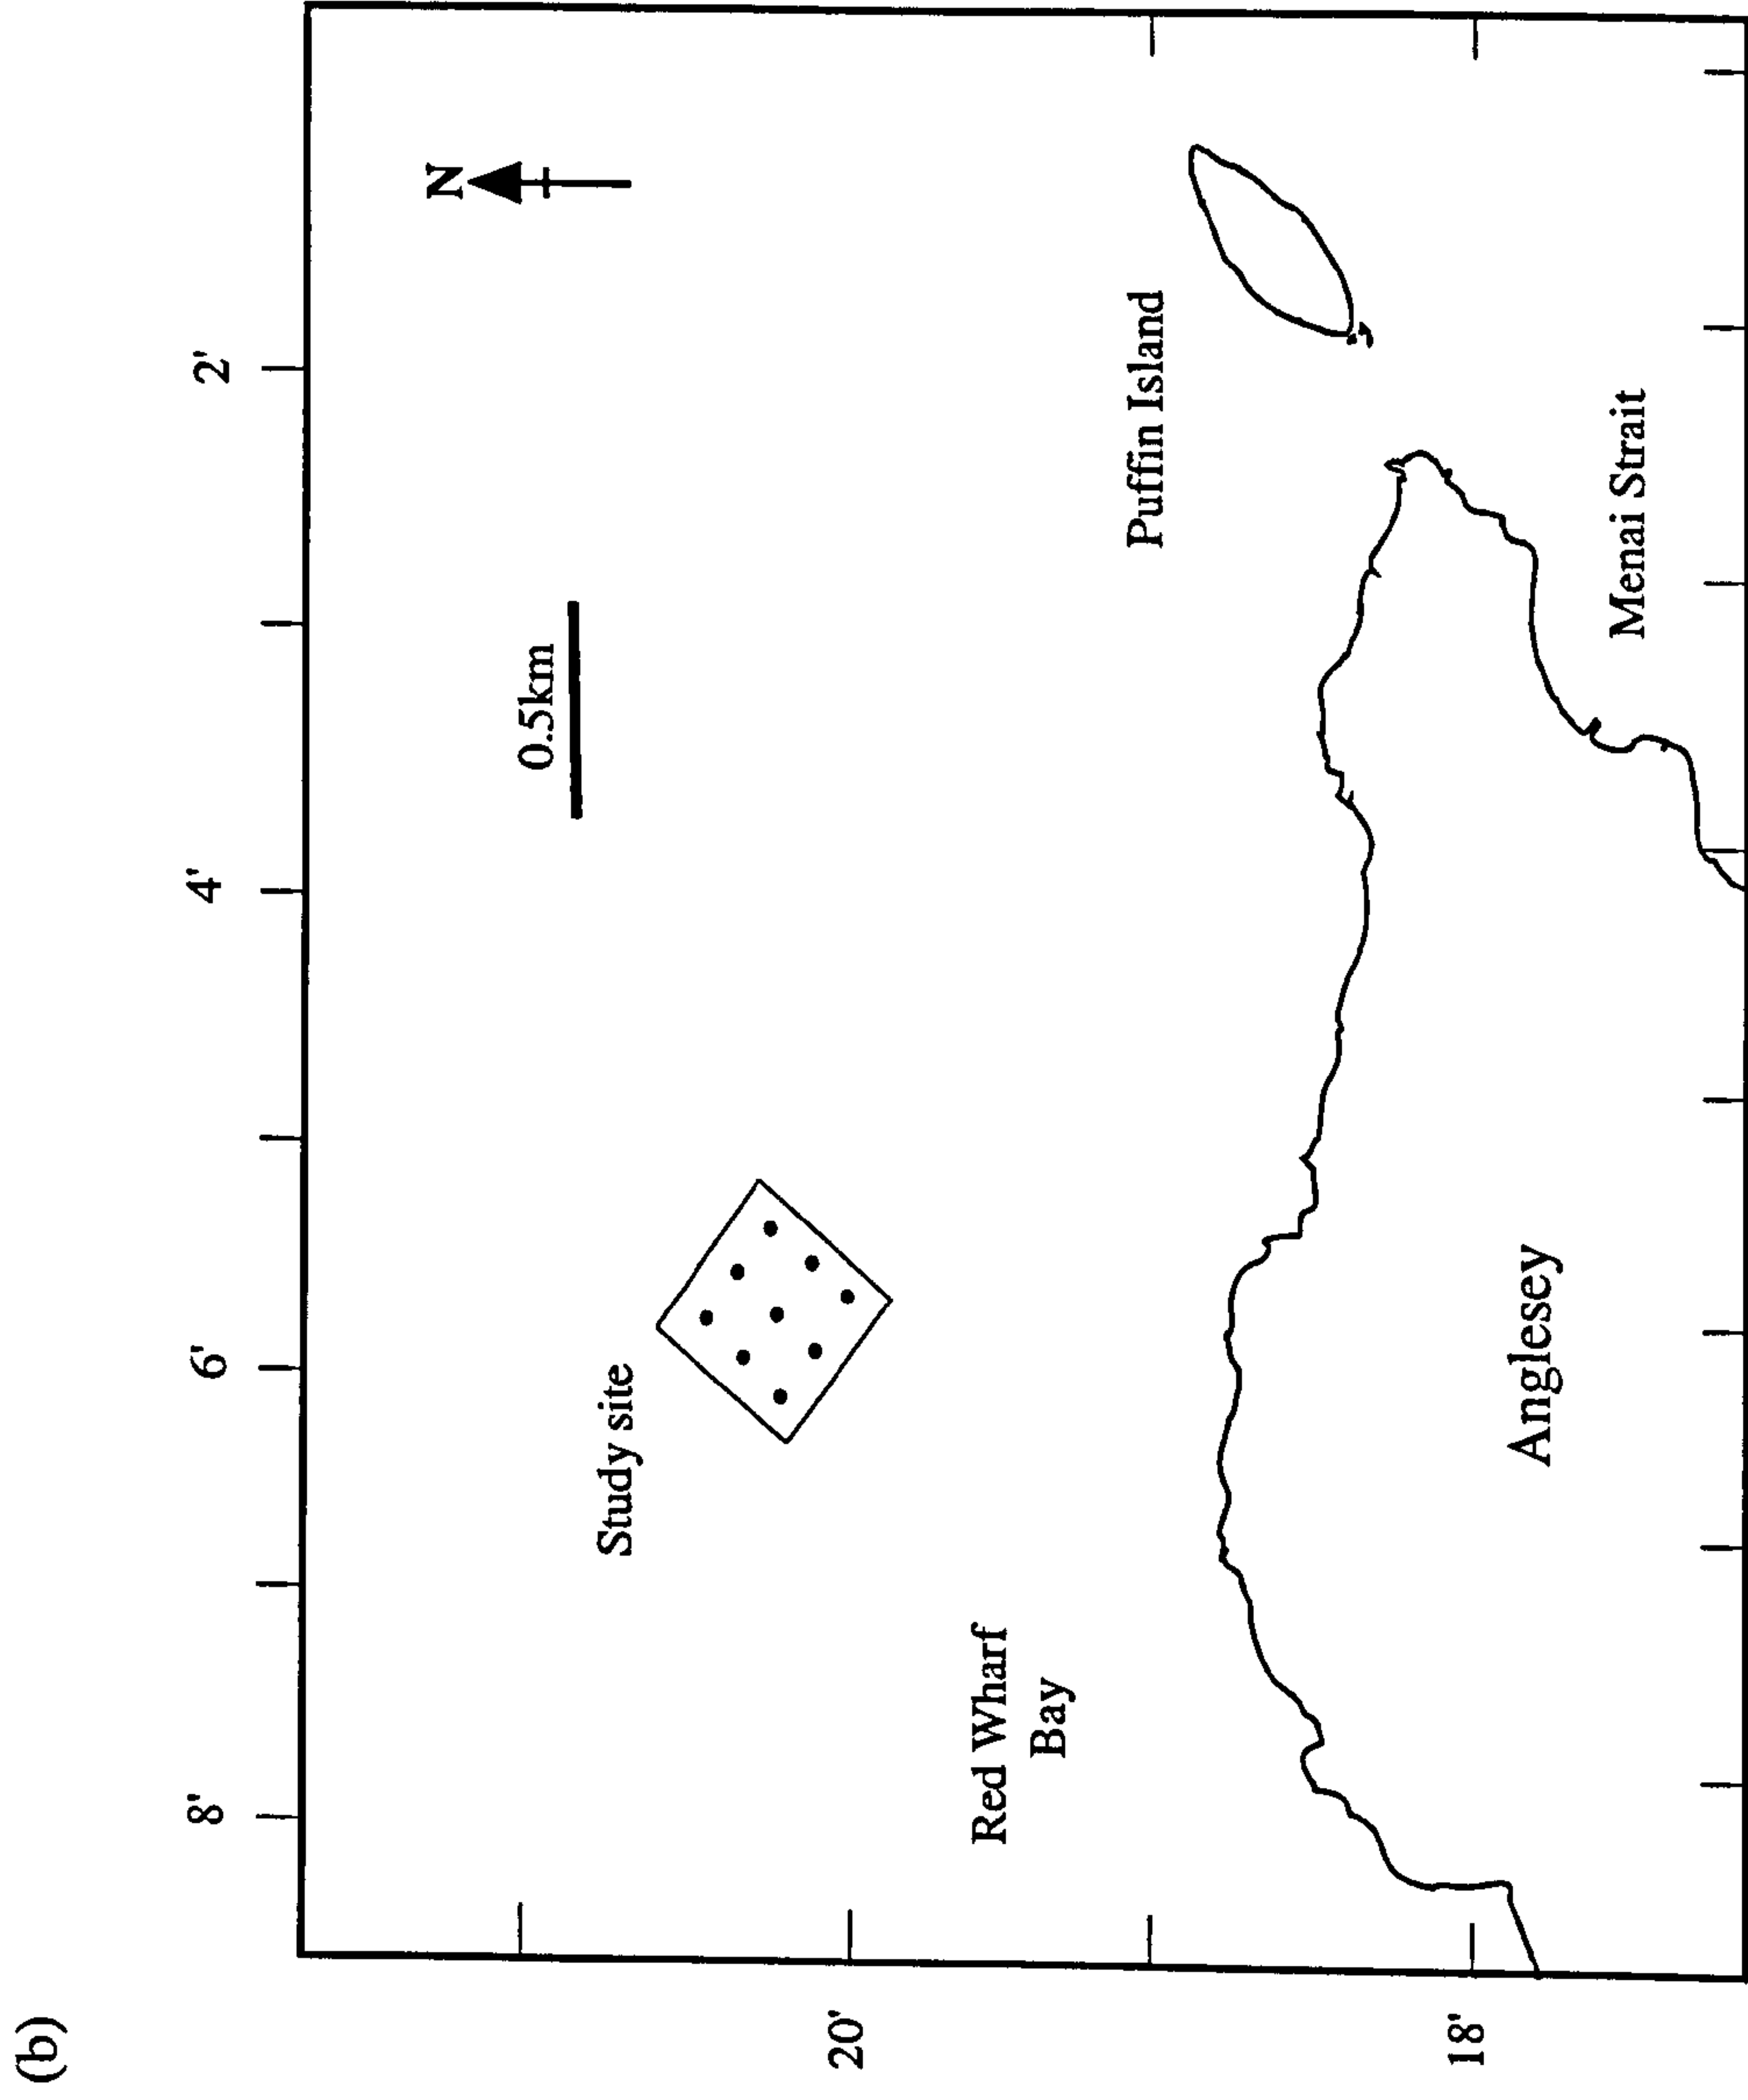 (b)
8'
6'
4'
2'
N
0.5km
Study site
Red Wharf
Bay
20'
Puffin Island
18'
Anglesey
Menai Strait